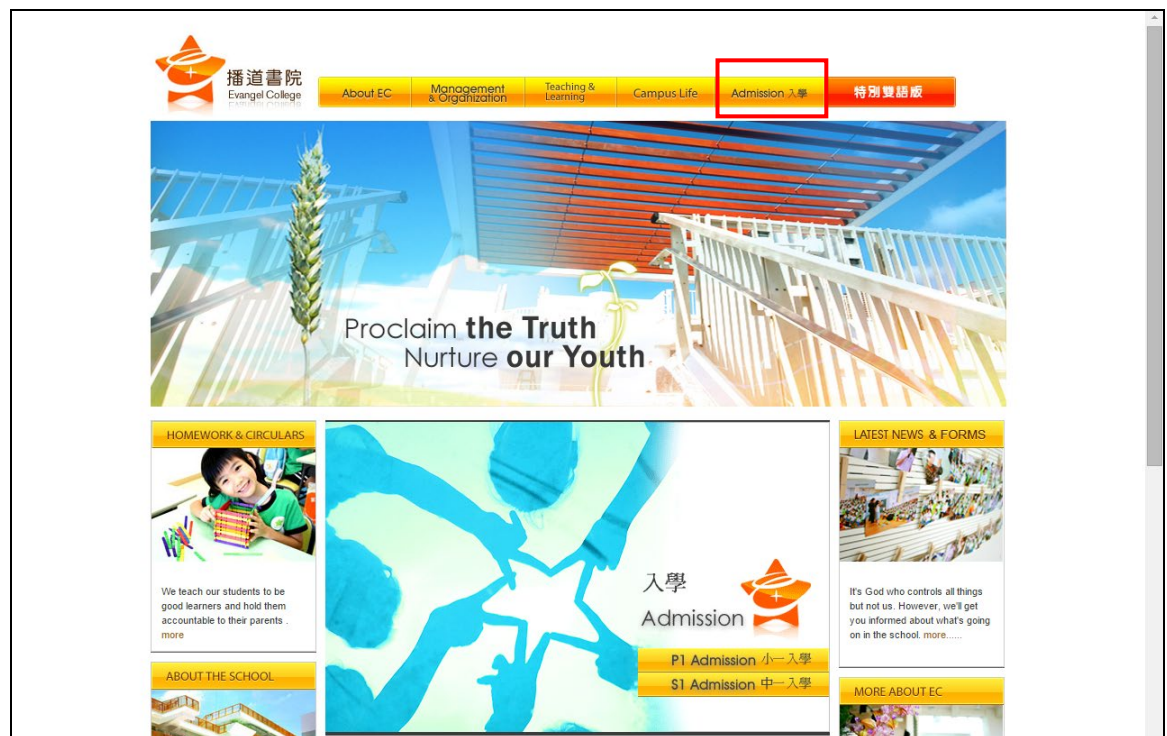 播道書院
Evangel College
About EC
Management
& Organization
Teaching &
Learning
Campus Life
Admission 入學
特別雙語版
Proclaim the Truth
Nurture our Youth
HOMEWORK & CIRCULARS
We teach our students to be
good learners and hold them
accountable to their parents .
more
ABOUT THE SCHOOL
入學
Admission
P1 Admission 小一入學
S1 Admission 中一入學
LATEST NEWS & FORMS
It's God who controls all things
but not us. However, we'll get
you informed about what's going
on in the school. more......
MORE ABOUT EC